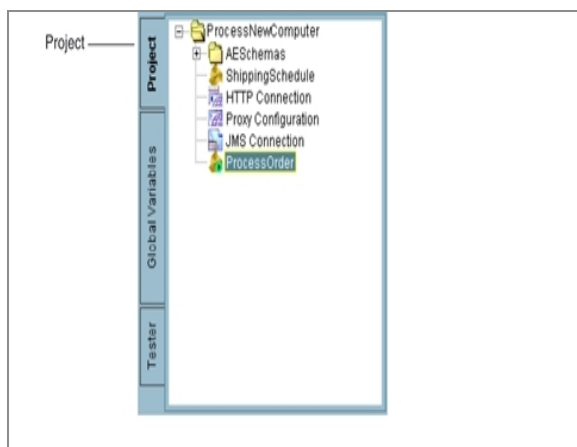 Project
Project
Global Variables
Tester
ProcessNewComputer
AESchemas
ShippingSchedule
HTTP Connection
Proxy Configuration
JMS Connection
ProcessOrder